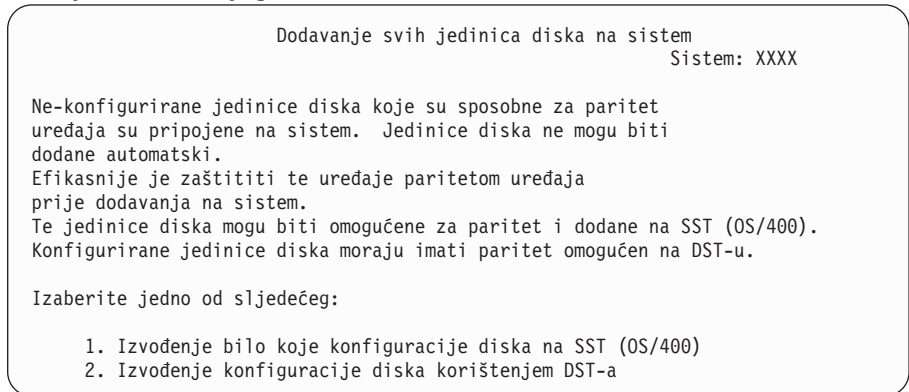 Dodavanje svih jedinica diska na sistem
Sistem: XXXX
Ne-konfigurirane jedinice diska koje su sposobne za paritet
uređaja su pripojene na sistem. Jedinice diska ne mogu biti
dodane automatski.
Efikasnije je zaštititi te uređaje paritetom uređaja
prije dodavanja na sistem.
Te jedinice diska mogu biti omogućene za paritet i dodane na SST (OS/400).
Konfigurirane jedinice diska moraju imati paritet omogućen na DST-u.
Izaberite jedno od sljedećeg:
1. Izvođenje bilo koje konfiguracije diska na SST (OS/400)
2. Izvođenje konfiguracije diska korištenjem DST-a